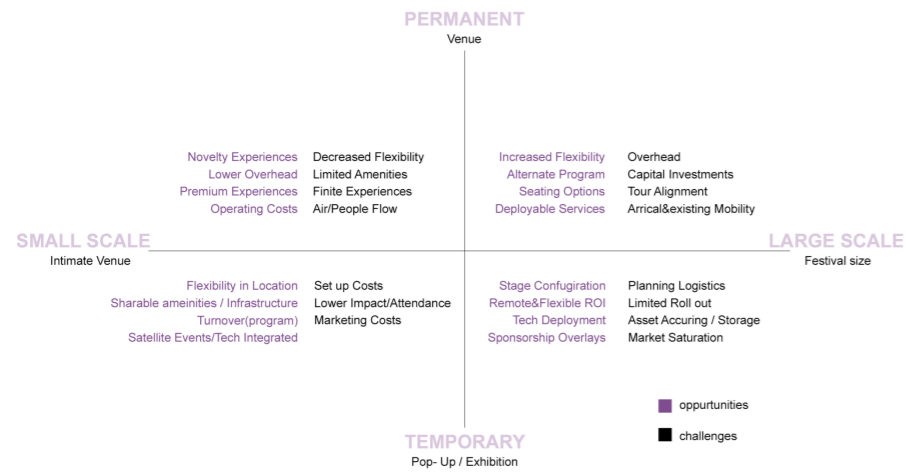 PERMANENT
Venue
Novelty Experiences Decreased Flexibility
Lower Overhead Limited Amenities
Premium Experiences Finite Experiences
Operating Costs Air/People Flow
Increased Flexibility Overhead
Alternate Program Capital Investments
Seating Options Tour Alignment
Deployable Services Arrical&existing Mobility
SMALL SCALE
Intimate Venue
LARGE SCALE
Festival size
Flexibility in Location Set up Costs
Sharable ameinities / Infrastructure Lower Impact/Attendance
Turnover(program) Marketing Costs
Satellite Events/Tech Integrated
Stage Confugiration Planning Logistics
Remote&Flexible ROI Limited Roll out
Tech Deployment Asset Accuring / Storage
Sponsorship Overlays Market Saturation
oppurtunities
challenges
TEMPORARY
Pop- Up / Exhibition